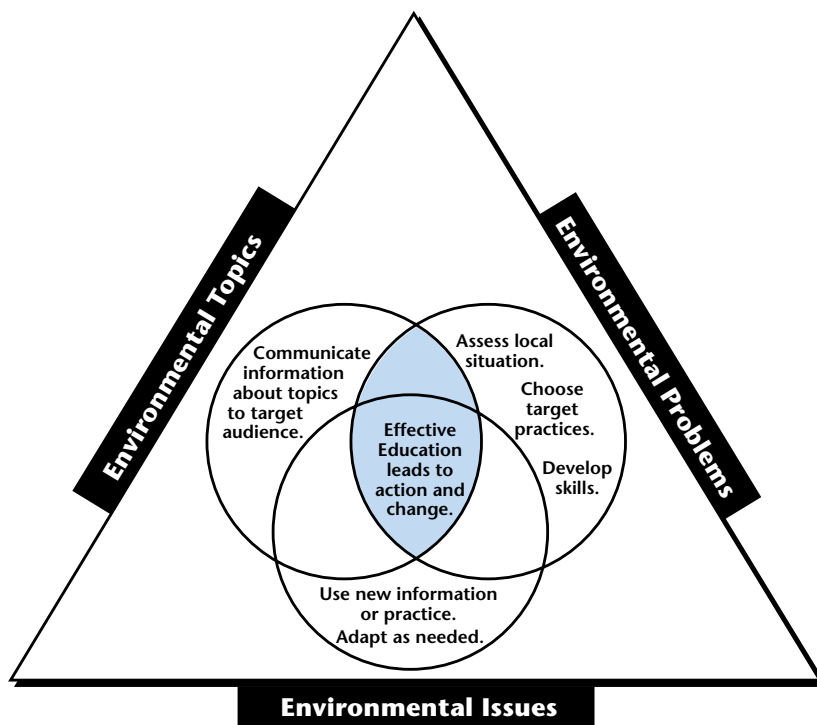 Environmental Topics
Environmental Problems
Communicate
information
about topics
to target
audience.
Assess local
situation.
Choose
target
practices.
Develop
skills.
Effective
Education
leads to
action and
change.
Use new information
or practice.
Adapt as needed.
Environmental Issues